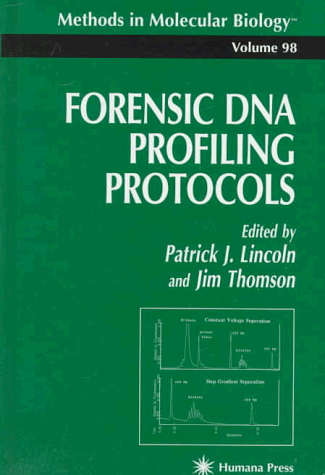 Methods in Molecular Biology™
Volume 98
FORENSIC DNA
PROFILING
PROTOCOLS
Edited by
Patrick J. Lincoln
and Jim Thomson
Constant Voltage Separation
Step Gradient Separation
Humana Press